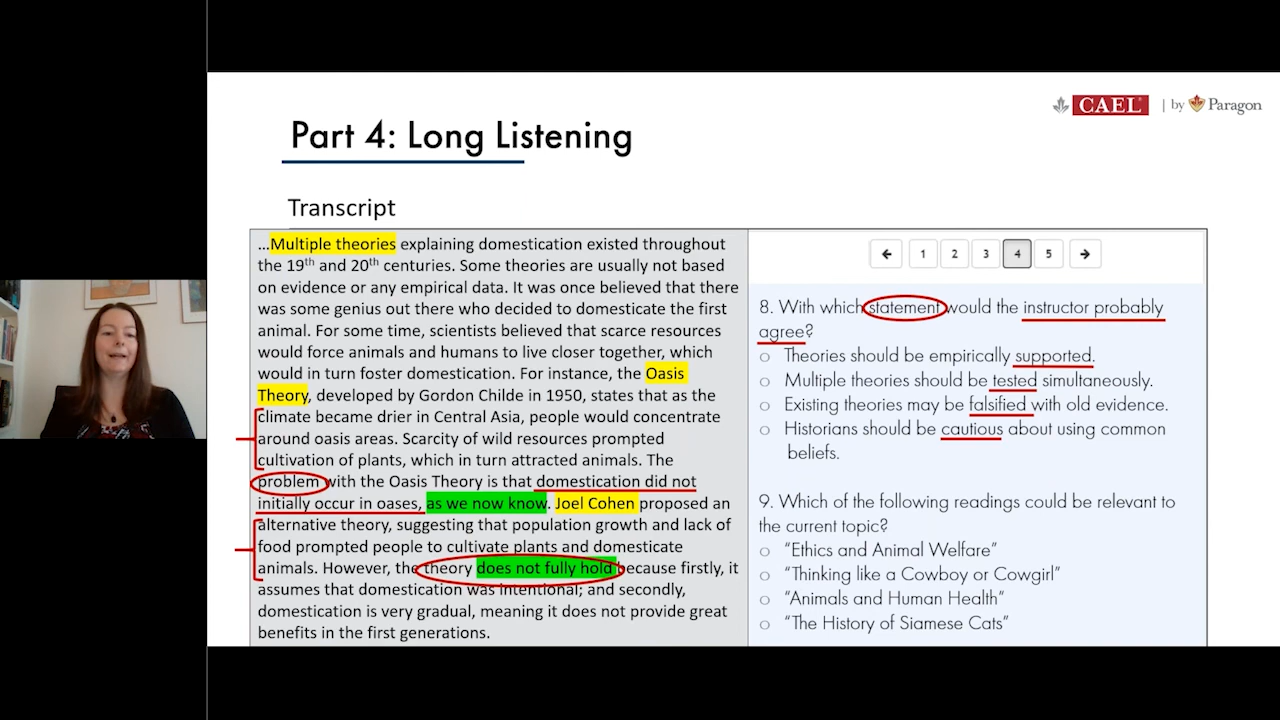 CAEL | by Paragon
Part 4: Long Listening
Transcript
...Multiple theories explaining domestication existed throughout
the 19th and 20th centuries. Some theories are usually not based
on evidence or any empirical data. It was once believed that there
was some genius out there who decided to domesticate the first
animal. For some time, scientists believed that scarce resources
would force animals and humans to live closer together, which
would in turn foster domestication. For instance, the Oasis
Theory, developed by Gordon Childe in 1950, states that as the
climate became drier in Central Asia, people would concentrate
around oasis areas. Scarcity of wild resources prompted
cultivation of plants, which in turn attracted animals. The
problem with the Oasis Theory is that domestication did not
initially occur in oases, as we now know. Joel Cohen proposed an
alternative theory, suggesting that population growth and lack of
food prompted people to cultivate plants and domesticate
animals. However, the theory does not fully hold because firstly, it
assumes that domestication was intentional; and secondly,
domestication is very gradual, meaning it does not provide great
benefits in the first generations.
1 2 3 4 5
8. With which statement would the instructor probably
agree?
Theories should be empirically supported.
Multiple theories should be tested simultaneously.
Existing theories may be falsified with old evidence.
Historians should be cautious about using common
beliefs.
9. Which of the following readings could be relevant to
the current topic?
"Ethics and Animal Welfare"
"Thinking like a Cowboy or Cowgirl"
"Animals and Human Health"
"The History of Siamese Cats"